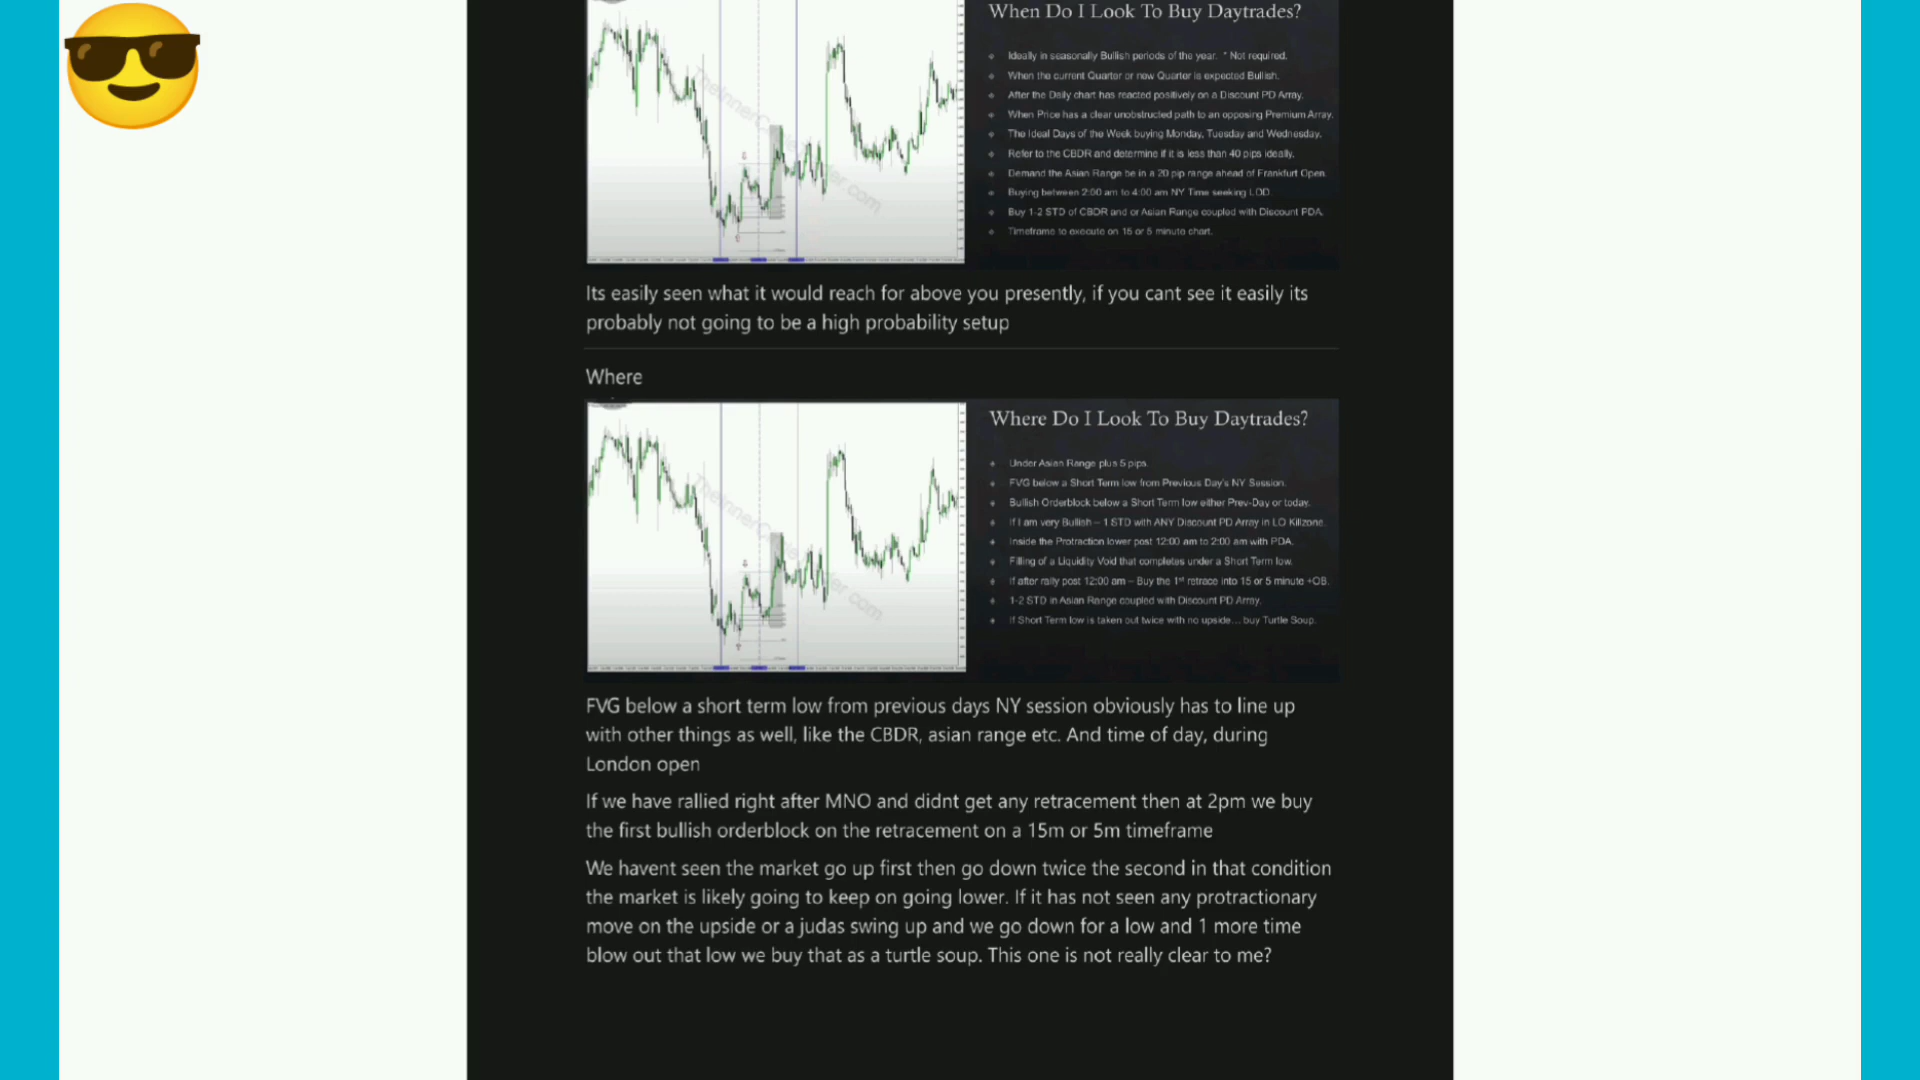 When Do I Look To Buy Daytrades?
Ideally in seasonally Bullish periods of the year. * Not required.
When the current Quarter or new Quarter is expected Bullish.
After the Daily chart has reacted positively on a Discount PD Array.
When Price has a clear unobstructed path to an opposing Premium Array.
The Ideal Days of the Week buying Monday, Tuesday and Wednesday.
Refer to the CBDR and determine if it is less than 40 pips ideally.
Demand the Asian Range be in a 20 pip range ahead of Frankfurt Open.
Buying between 2:00 am to 4:00 am NY Time seeking LOD.
Buy 1-2 STD of CBDR and or Asian Range coupled with Discount PDA.
Timeframe to execute on 15 or 5 minute chart.
Its easily seen what it would reach for above you presently, if you cant see it easily its
probably not going to be a high probability setup
Where
Where Do I Look To Buy Daytrades?
Under Asian Range plus 5 pips.
FVG below a Short Term low from Previous Day's NY Session.
Bullish Orderblock below a Short Term low either Prev-Day or today.
If I am very Bullish – 1 STD with ANY Discount PD Array in LO Killzone.
Inside the Protraction lower post 12:00 am to 2:00 am with PDA.
Filling of a Liquidity Void that completes under a Short Term low.
If after rally post 12:00 am – Buy the 1st retrace into 15 or 5 minute +OB.
1-2 STD in Asian Range coupled with Discount PD Array.
If Short Term low is taken out twice with no upside... buy Turtle Soup.
FVG below a short term low from previous days NY session obviously has to line up
with other things as well, like the CBDR, asian range etc. And time of day, during
London open
If we have rallied right after MNO and didnt get any retracement then at 2pm we buy
the first bullish orderblock on the retracement on a 15m or 5m timeframe
We havent seen the market go up first then go down twice the second in that condition
the market is likely going to keep on going lower. If it has not seen any protractionary
move on the upside or a judas swing up and we go down for a low and 1 more time
blow out that low we buy that as a turtle soup. This one is not really clear to me?